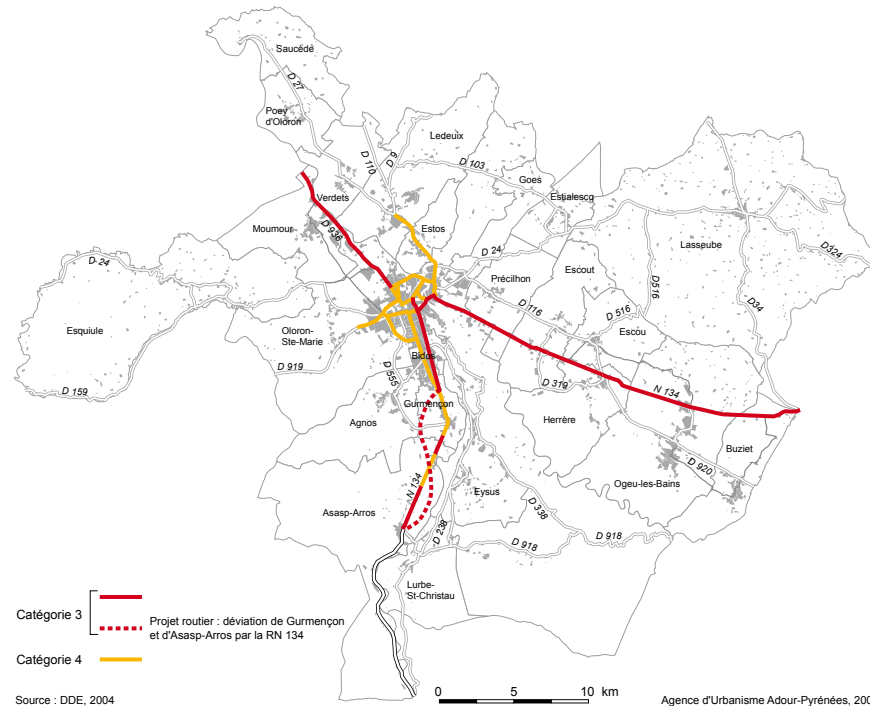 Saucède
D 27
Poey
d'Oloron
Ledeuix
D 9
D 110
D 103
Goes
Estialescq
Verdets
Moumour
D 936
Estos
D 24
Lasseube
D324
D 24
Précilhon
Escout
D516
D34
D 116
D 516
Esquiule
Oloron-
Ste-Marie
Escou
Bidos
D 919
D 555
D 319
N 134
D 159
Gurmençon
Agnos
Herrère
Buziet
D 920
Ogeu-les-Bains
N 134
Eysus
Asasp-Arros
D 338
D 238
D 918
D 918
Lurbe-
St-Christau
Catégorie 3
Projet routier : déviation de Gurmençon
et d'Asasp-Arros par la RN 134
Catégorie 4
0 5 10 km
Source : DDE, 2004
Agence d'Urbanisme Adour-Pyrénées, 200